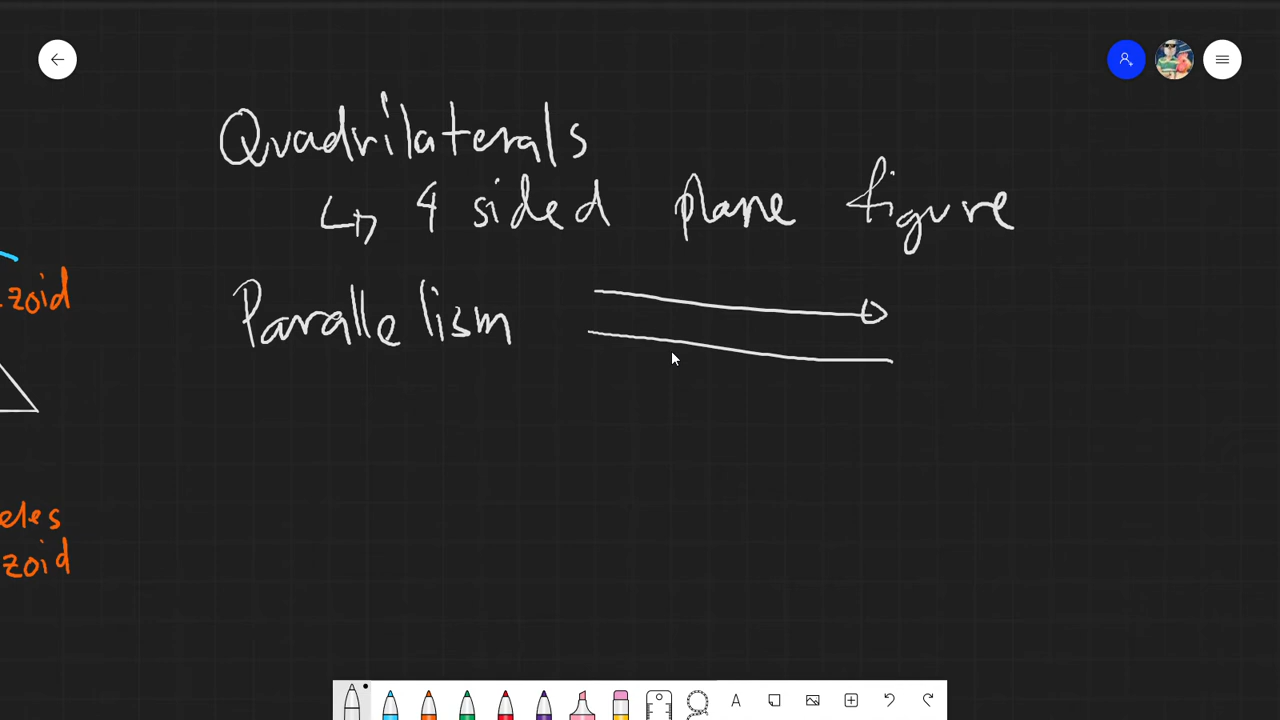 Quadrilaterals
↳ 4 sided plane figure
zoid
Parallelism
eles
zoid
A